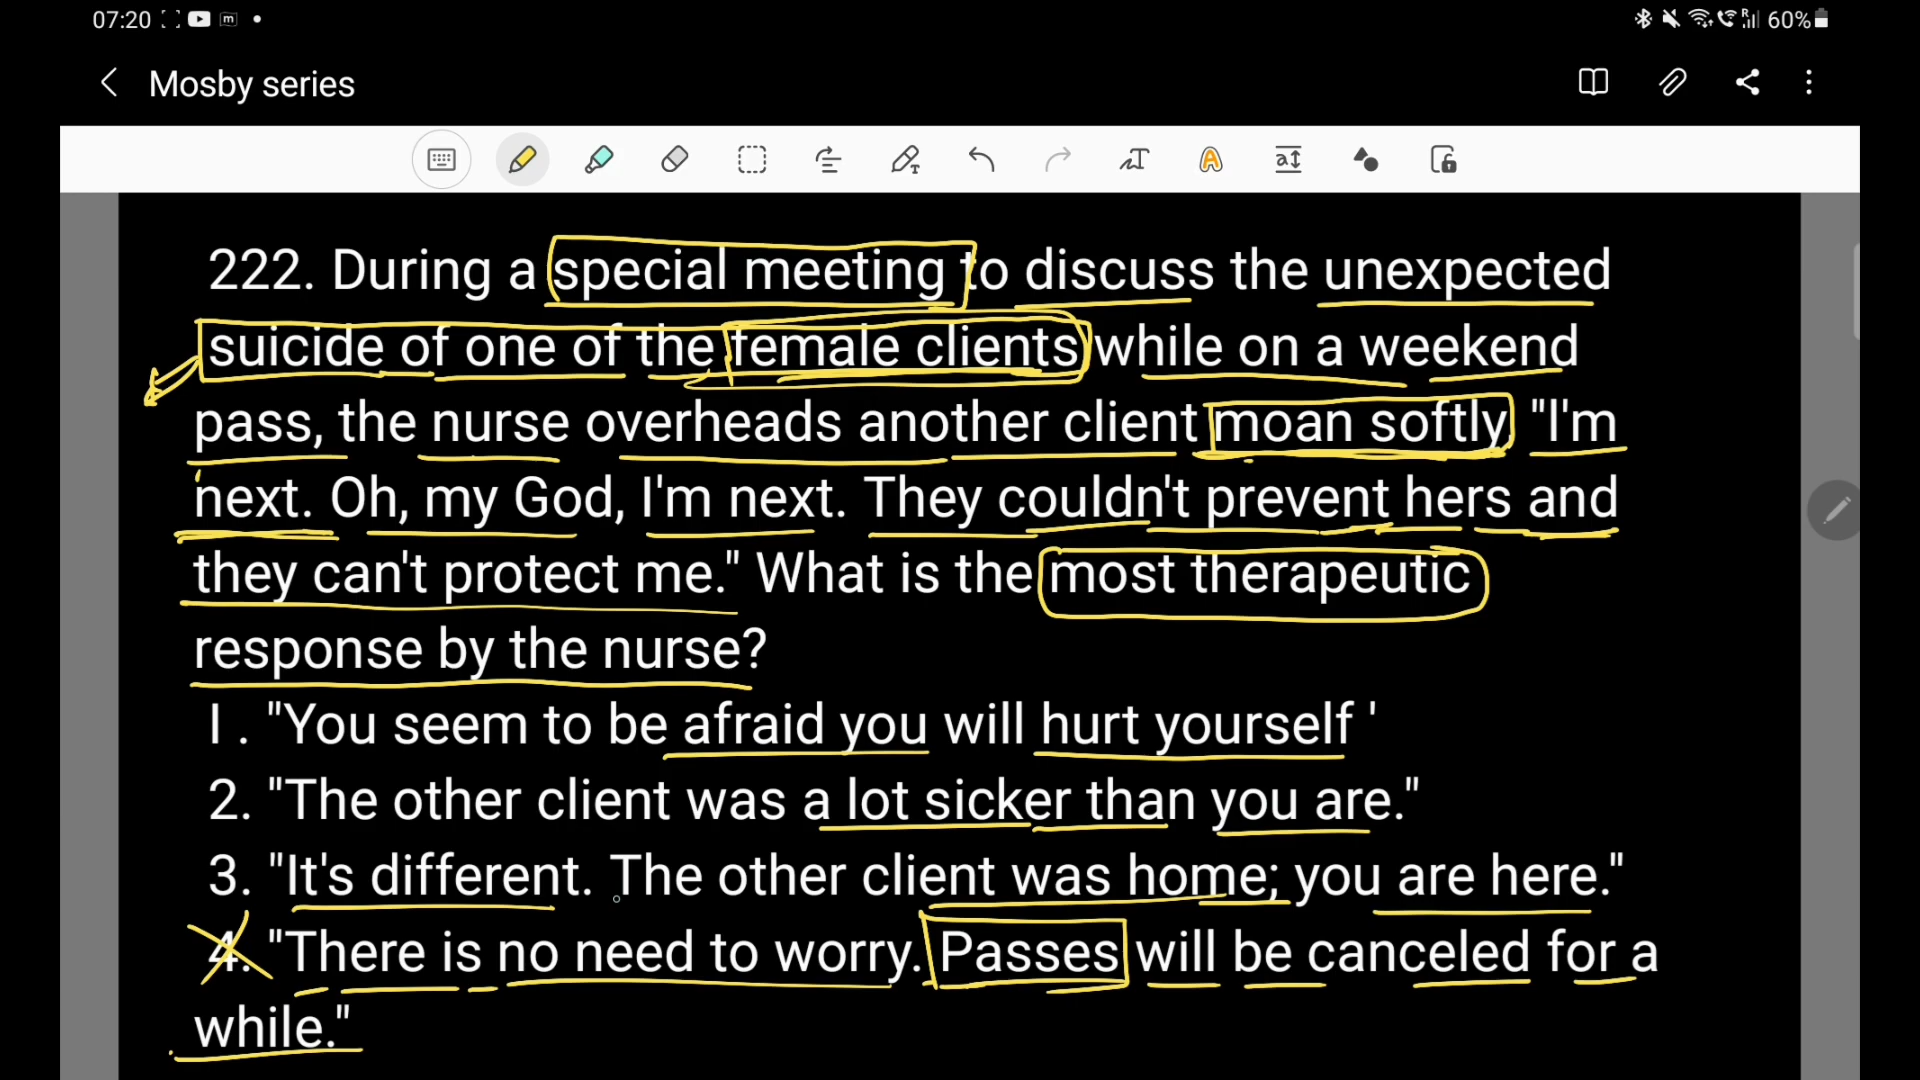 07:20
60%
Mosby series
222. During a special meeting to discuss the unexpected
suicide of one of the female clients while on a weekend
pass, the nurse overheads another client moan softly "I'm
next. Oh, my God, I'm next. They couldn't prevent hers and
they can't protect me." What is the most therapeutic
response by the nurse?
I . "You seem to be afraid you will hurt yourself '
2. "The other client was a lot sicker than you are."
3. "It's different. The other client was home; you are here."
4. "There is no need to worry. Passes will be canceled for a
while."